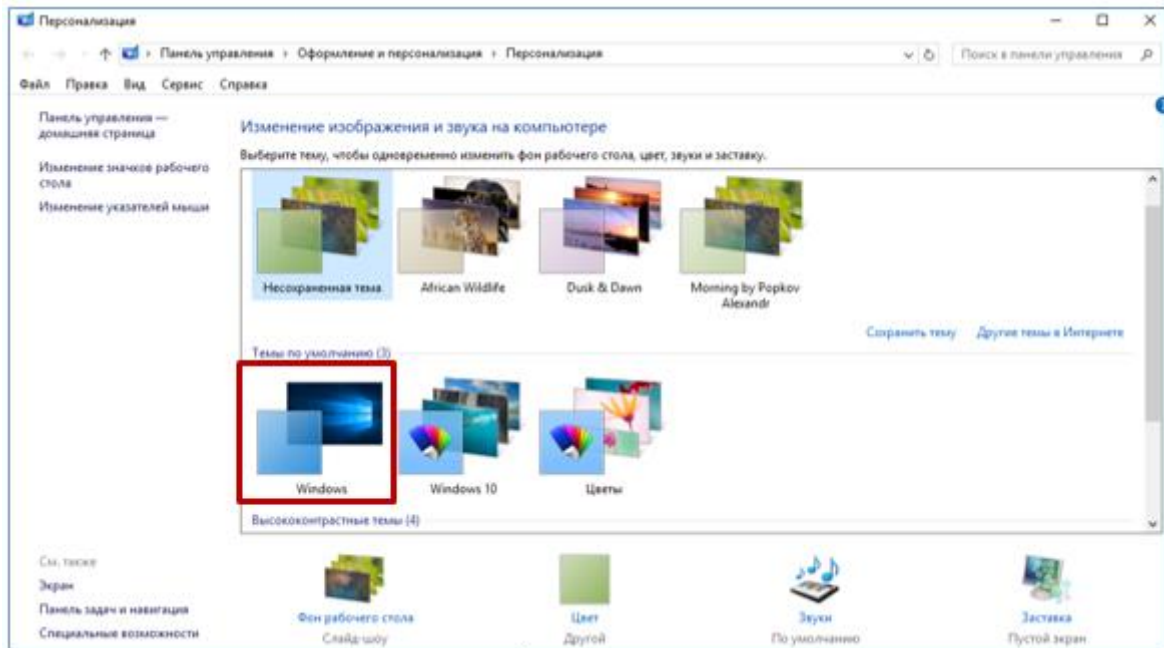 Персонализация
Панель управления › Оформление и персонализация › Персонализация
Поиск в панели управления
Файл Правка Вид Сервис Справка
Панель управления —
домашняя страница
Изменение значков рабочего
стола
Изменение указателей мыши
Изменение изображения и звука на компьютере
Выберите тему, чтобы одновременно изменить фон рабочего стола, цвет, звуки и заставку.
Несохраненная тема
African Wildlife
Dusk & Dawn
Morning by Popkov
Alexandr
Сохранить тему
Другие темы в Интернете
Темы по умолчанию (3)
Windows
Windows 10
Цветы
Высококонтрастные темы (4)
См. также
Экран
Панель задач и навигация
Специальные возможности
Фон рабочего стола
Слайд-шоу
Цвет
Другой
Звуки
По умолчанию
Заставка
Пустой экран